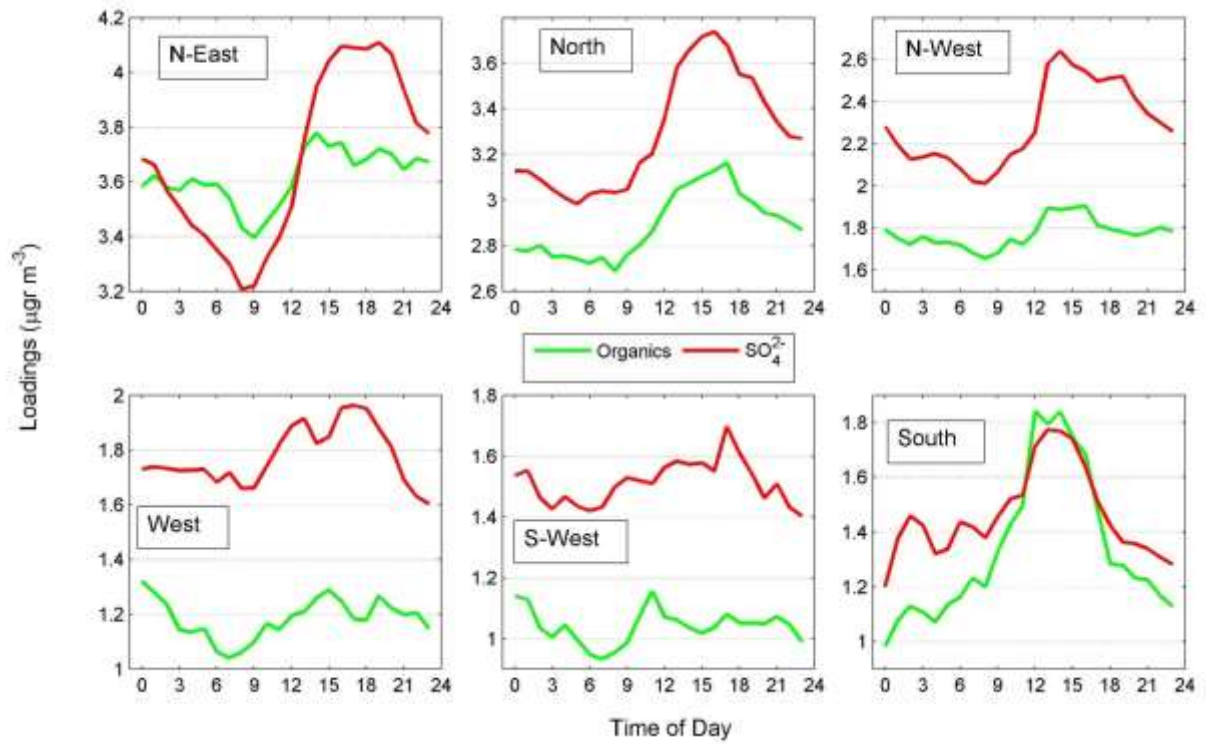 Loadings (µgr m-3)
N-East
4.2
4
3.8
3.6
3.4
3.2
0 3 6 9 12 15 18 21 24
North
3.6
3.4
3.2
3
2.8
2.6
0 3 6 9 12 15 18 21 24
N-West
2.6
2.4
2.2
2
1.8
1.6
0 3 6 9 12 15 18 21 24
Organics SO4 2-
West
2
1.8
1.6
1.4
1.2
1
0 3 6 9 12 15 18 21 24
S-West
1.8
1.6
1.4
1.2
1
0 3 6 9 12 15 18 21 24
South
1.8
1.6
1.4
1.2
1
0 3 6 9 12 15 18 21 24
Time of Day